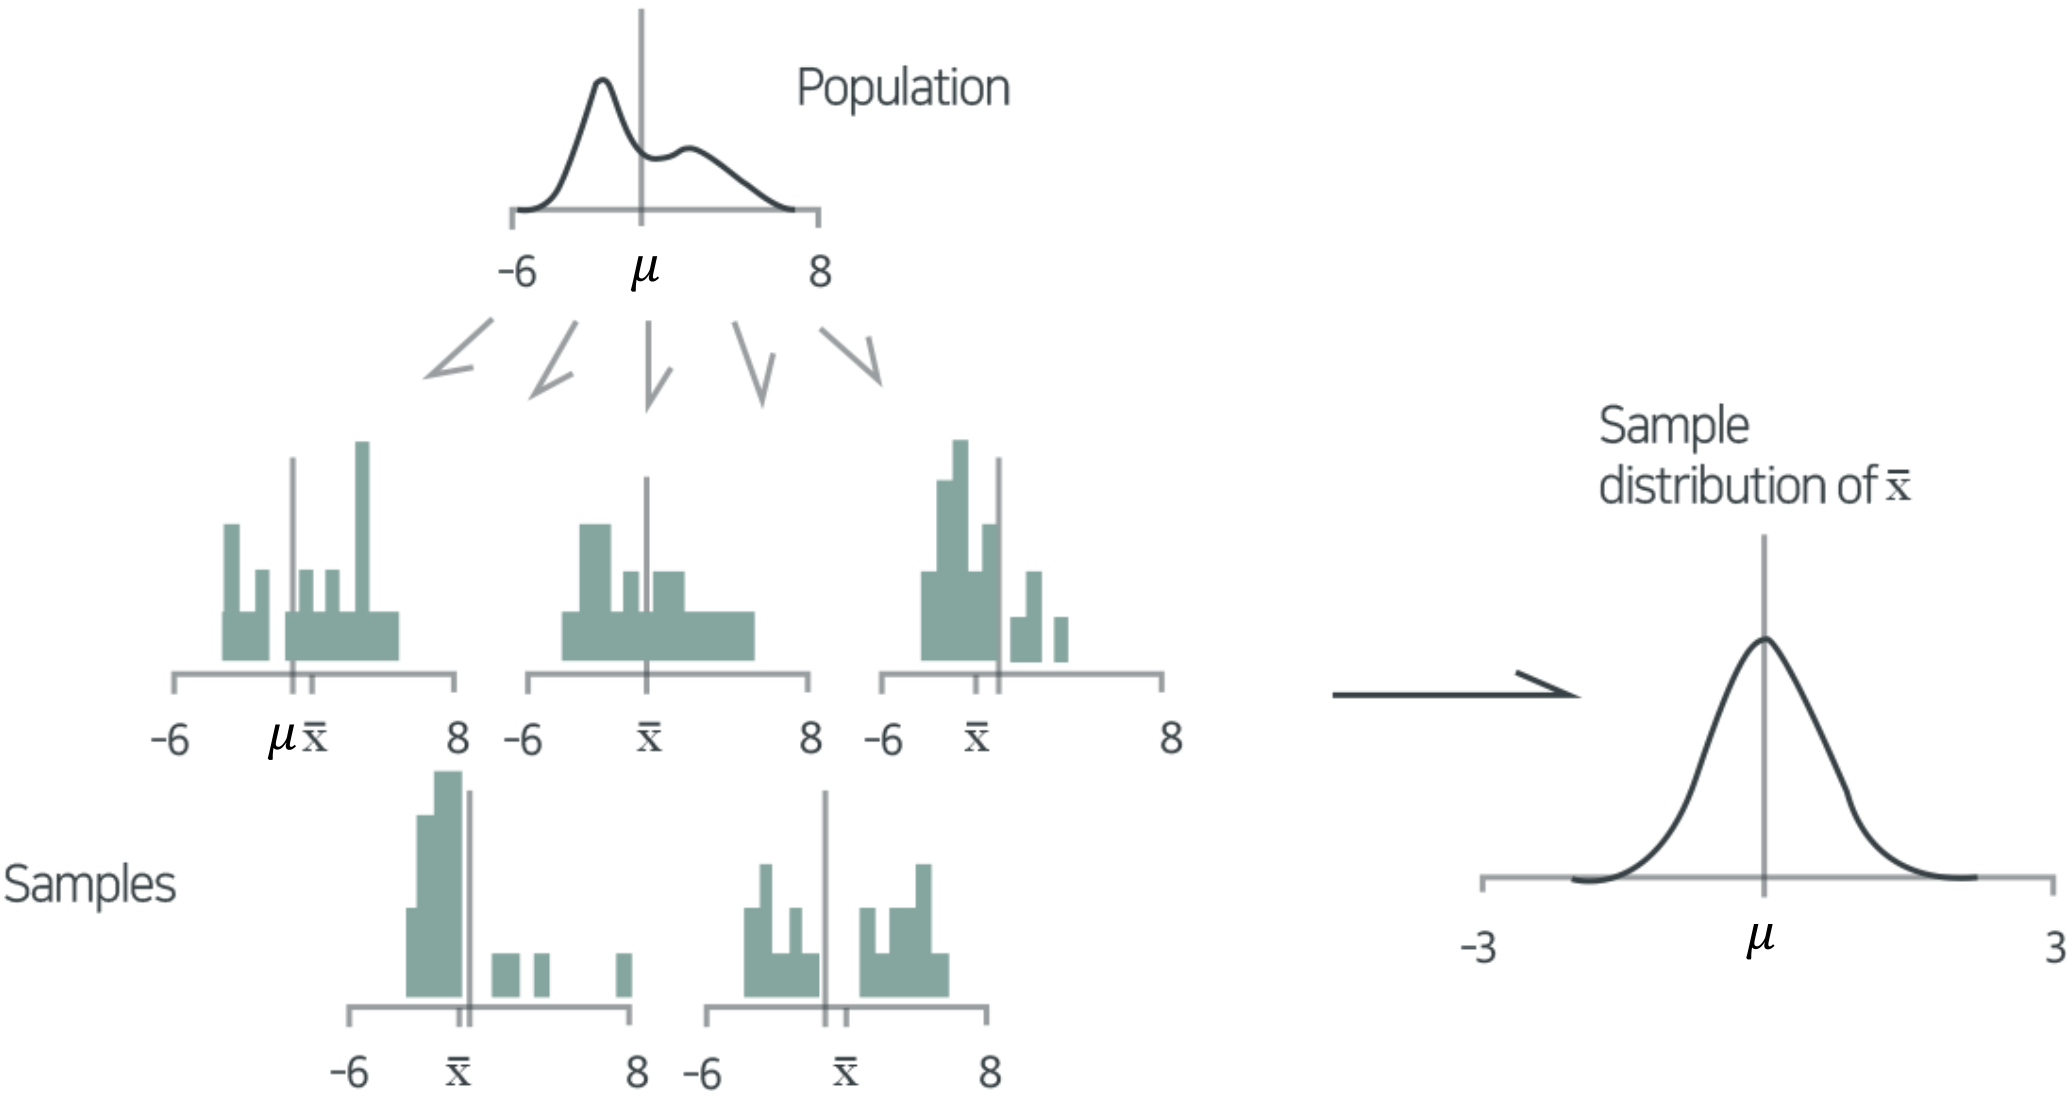 Population
-6 μ 8
Sample
distribution of x̄
-6 μ x̄ 8
-6 x̄ 8
-6 x̄ 8
Samples
-6 x̄ 8
-6 x̄ 8
-3 μ 3